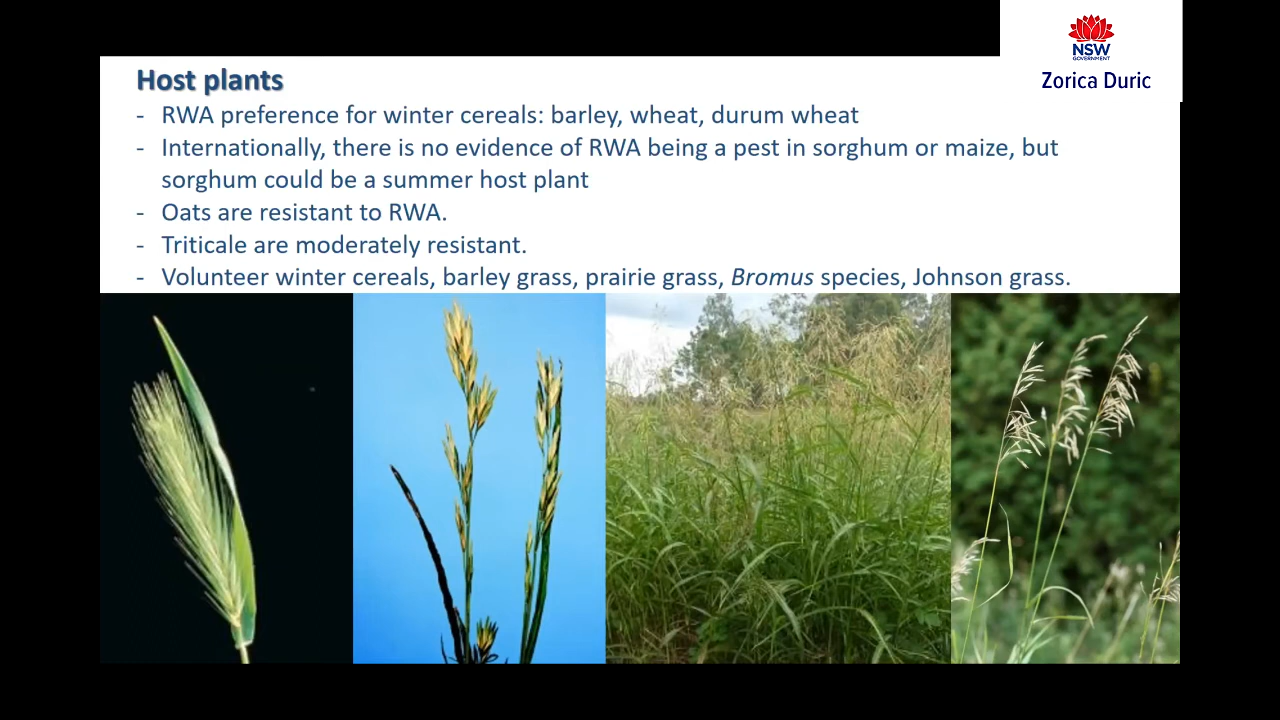 NSW
GOVERNMENT
Zorica Duric
Host plants
- RWA preference for winter cereals: barley, wheat, durum wheat
- Internationally, there is no evidence of RWA being a pest in sorghum or maize, but
sorghum could be a summer host plant
- Oats are resistant to RWA.
- Triticale are moderately resistant.
- Volunteer winter cereals, barley grass, prairie grass, Bromus species, Johnson grass.